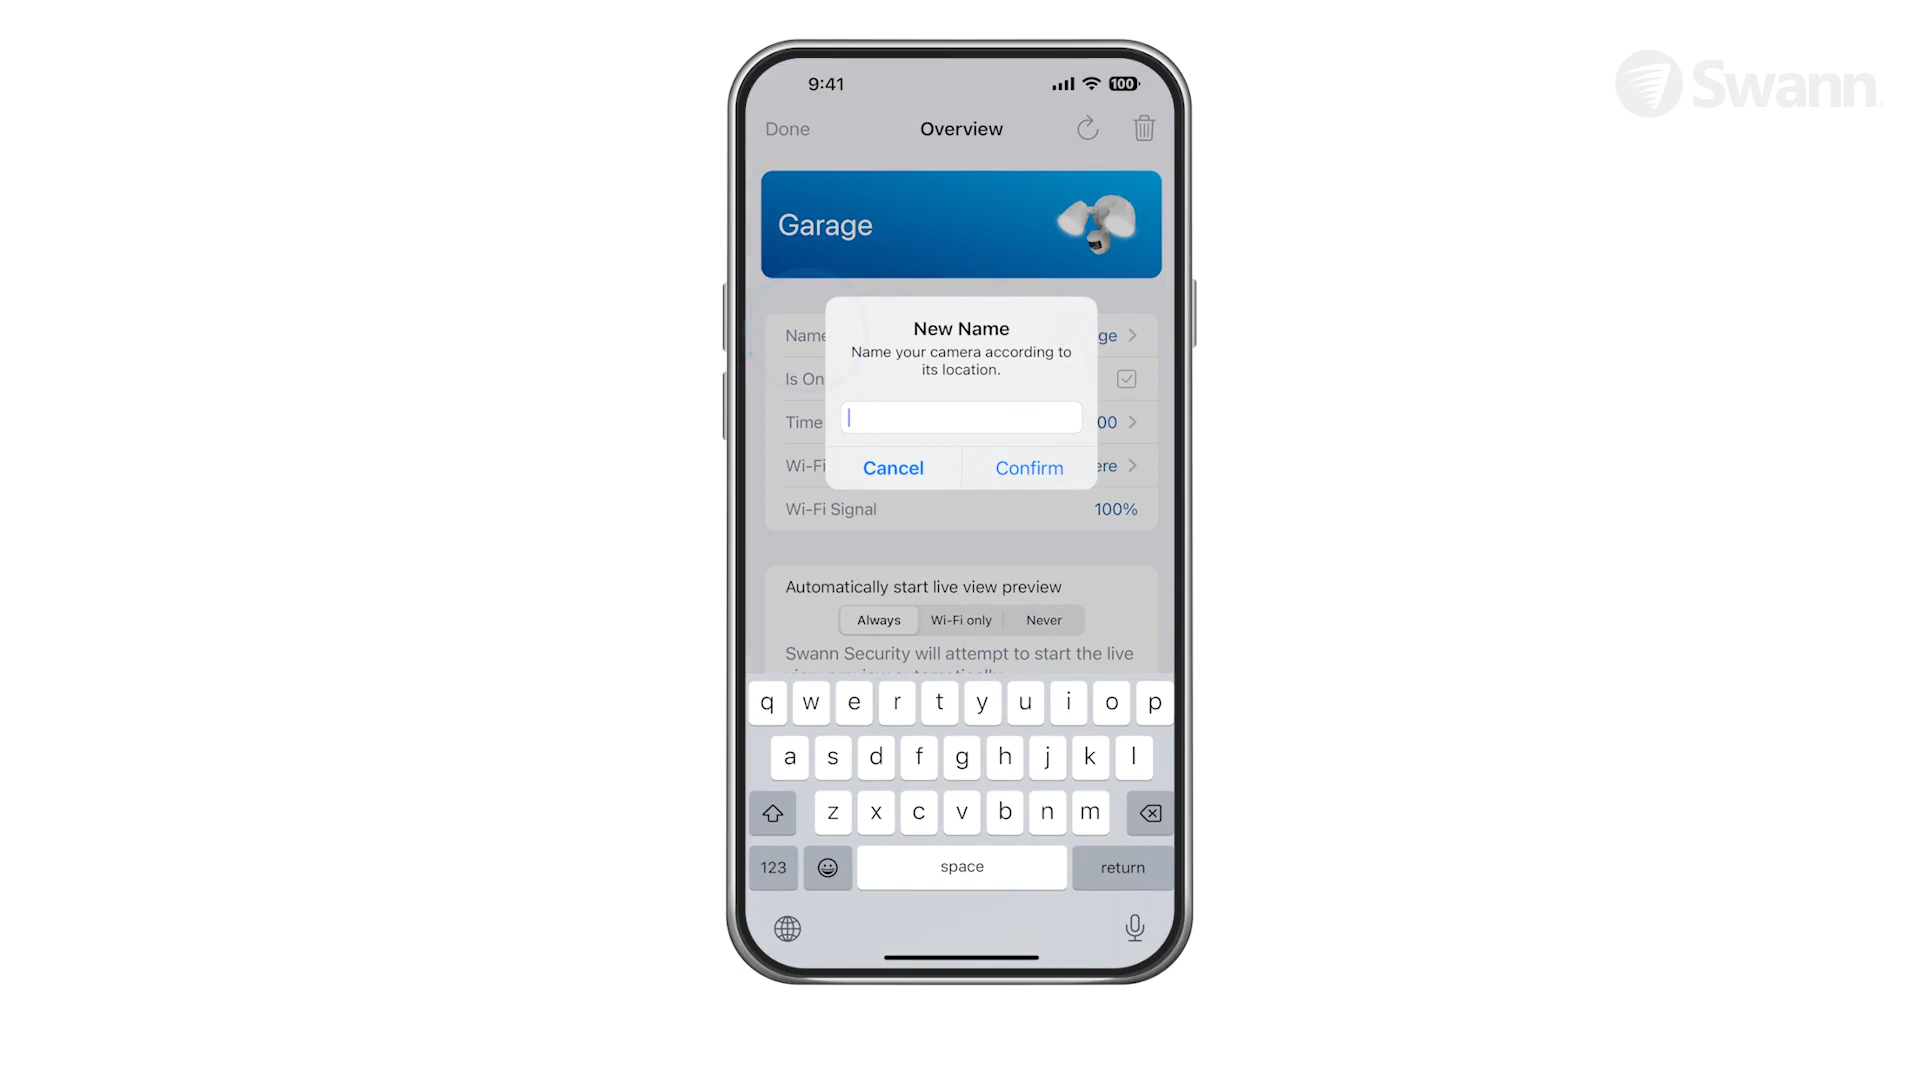 Swann
9:41
100
Done
Overview
Garage
New Name
Name your camera according to
its location.
Name
ge
Is On
Time
00
Wi-Fi
ere
Cancel
Confirm
Wi-Fi Signal
100%
Automatically start live view preview
Always
Wi-Fi only
Never
Swann Security will attempt to start the live
q w e r t y u i o p
a s d f g h j k l
z x c v b n m
123
space
return